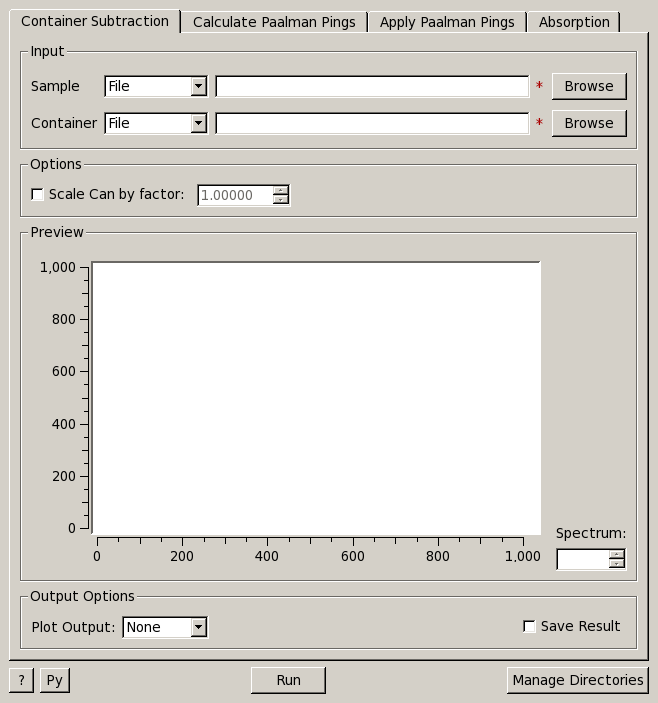 Container Subtraction Calculate Paalman Pings Apply Paalman Pings Absorption
Input
Sample File * Browse
Container File * Browse
Options
Scale Can by factor: 1.00000
Preview
1,000
800
600
400
200
0
0 200 400 600 800 1,000
Spectrum:
Output Options
Plot Output: None Save Result
? Py Run Manage Directories